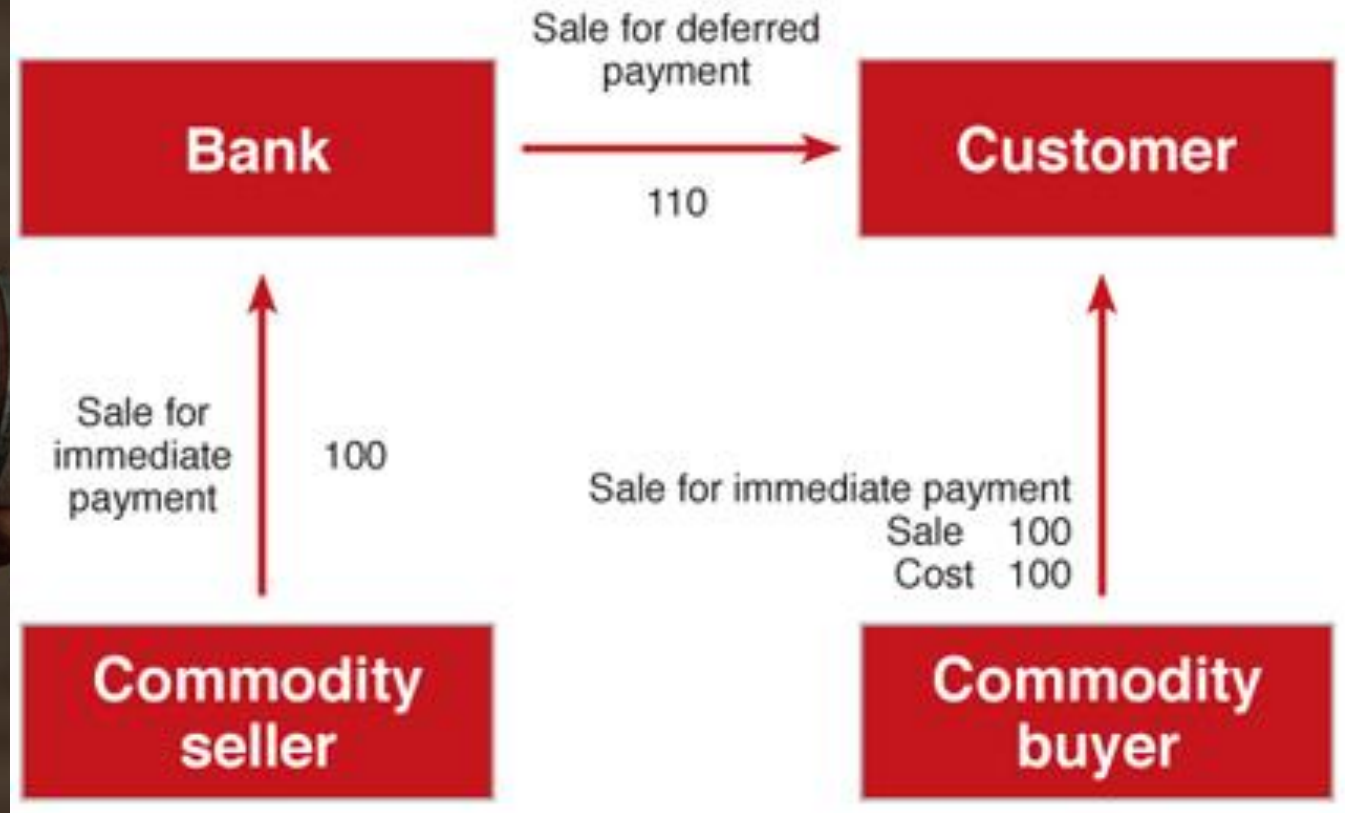 Sale for deferred
payment
Bank
Customer
110
Sale for
immediate
payment
100
Sale for immediate payment
Sale 100
Cost 100
Commodity
seller
Commodity
buyer